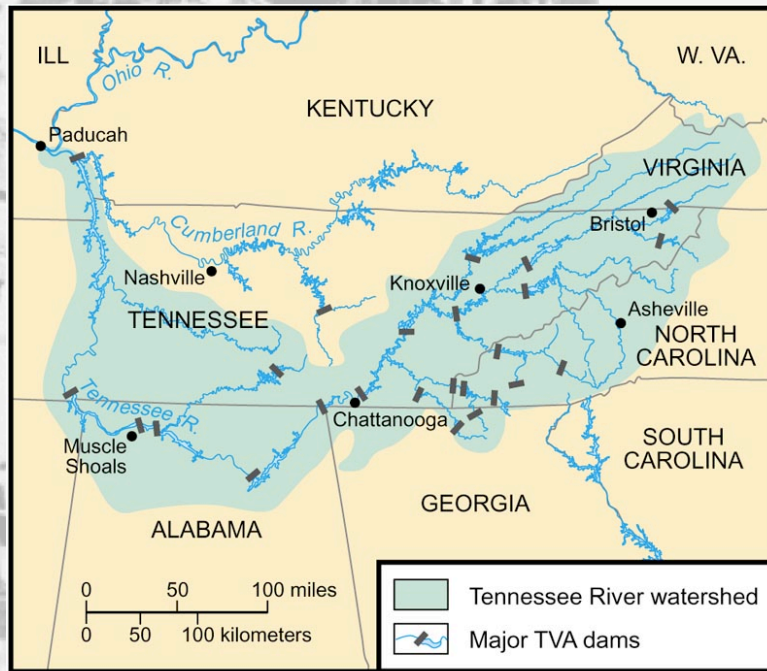 ILL
Ohio R.
W. VA.
KENTUCKY
Paducah
VIRGINIA
Bristol
Cumberland R.
Nashville
Knoxville
TENNESSEE
Asheville
NORTH
CAROLINA
Tennessee R.
Chattanooga
Muscle
Shoals
SOUTH
CAROLINA
GEORGIA
ALABAMA
0 50 100 miles
0 50 100 kilometers
Tennessee River watershed
Major TVA dams